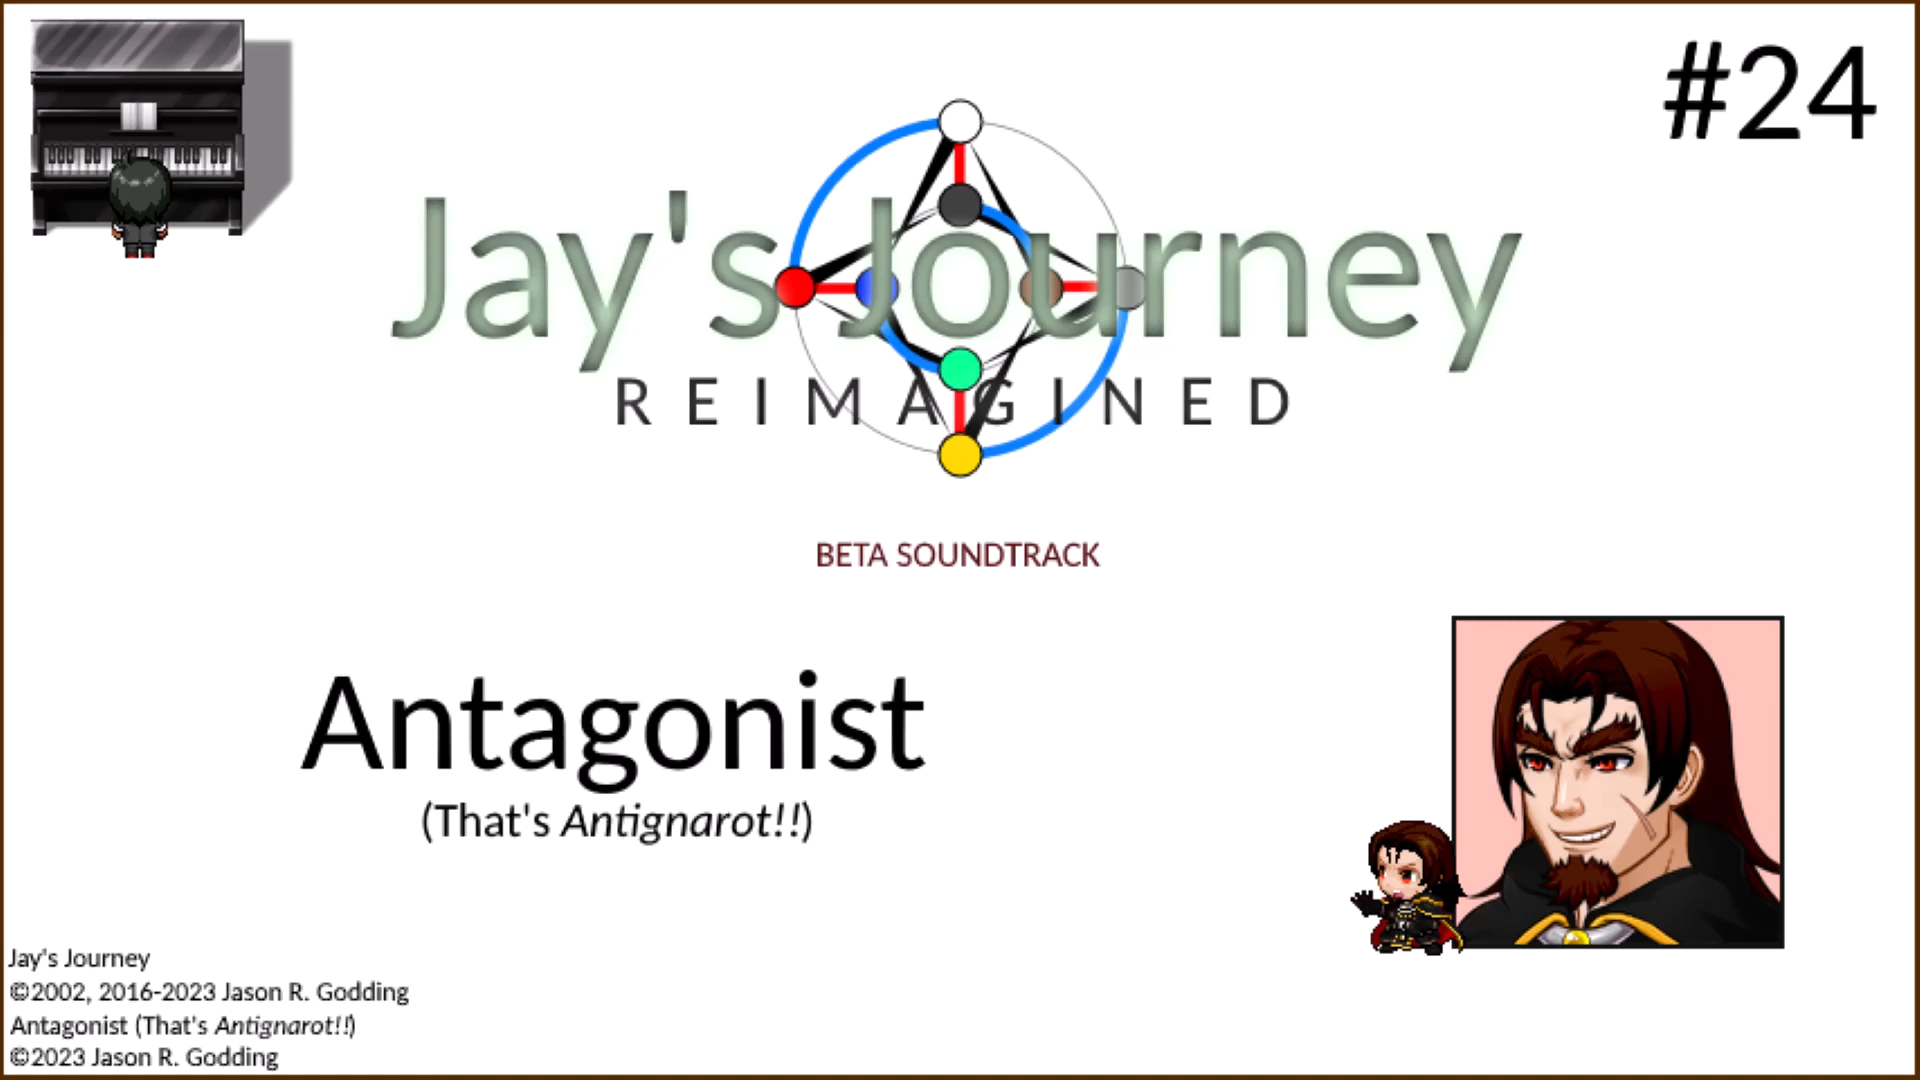 #24
Jay's Journey
REIMAGINED
BETA SOUNDTRACK
Antagonist
(That's Antignarot!!)
Jay's Journey
©2002, 2016-2023 Jason R. Godding
Antagonist (That's Antignarot!!)
©2023 Jason R. Godding